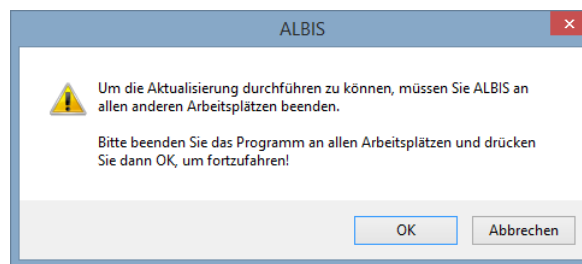 ALBIS
Um die Aktualisierung durchführen zu können, müssen Sie ALBIS an
allen anderen Arbeitsplätzen beenden.
Bitte beenden Sie das Programm an allen Arbeitsplätzen und drücken
Sie dann OK, um fortzufahren!
OK
Abbrechen